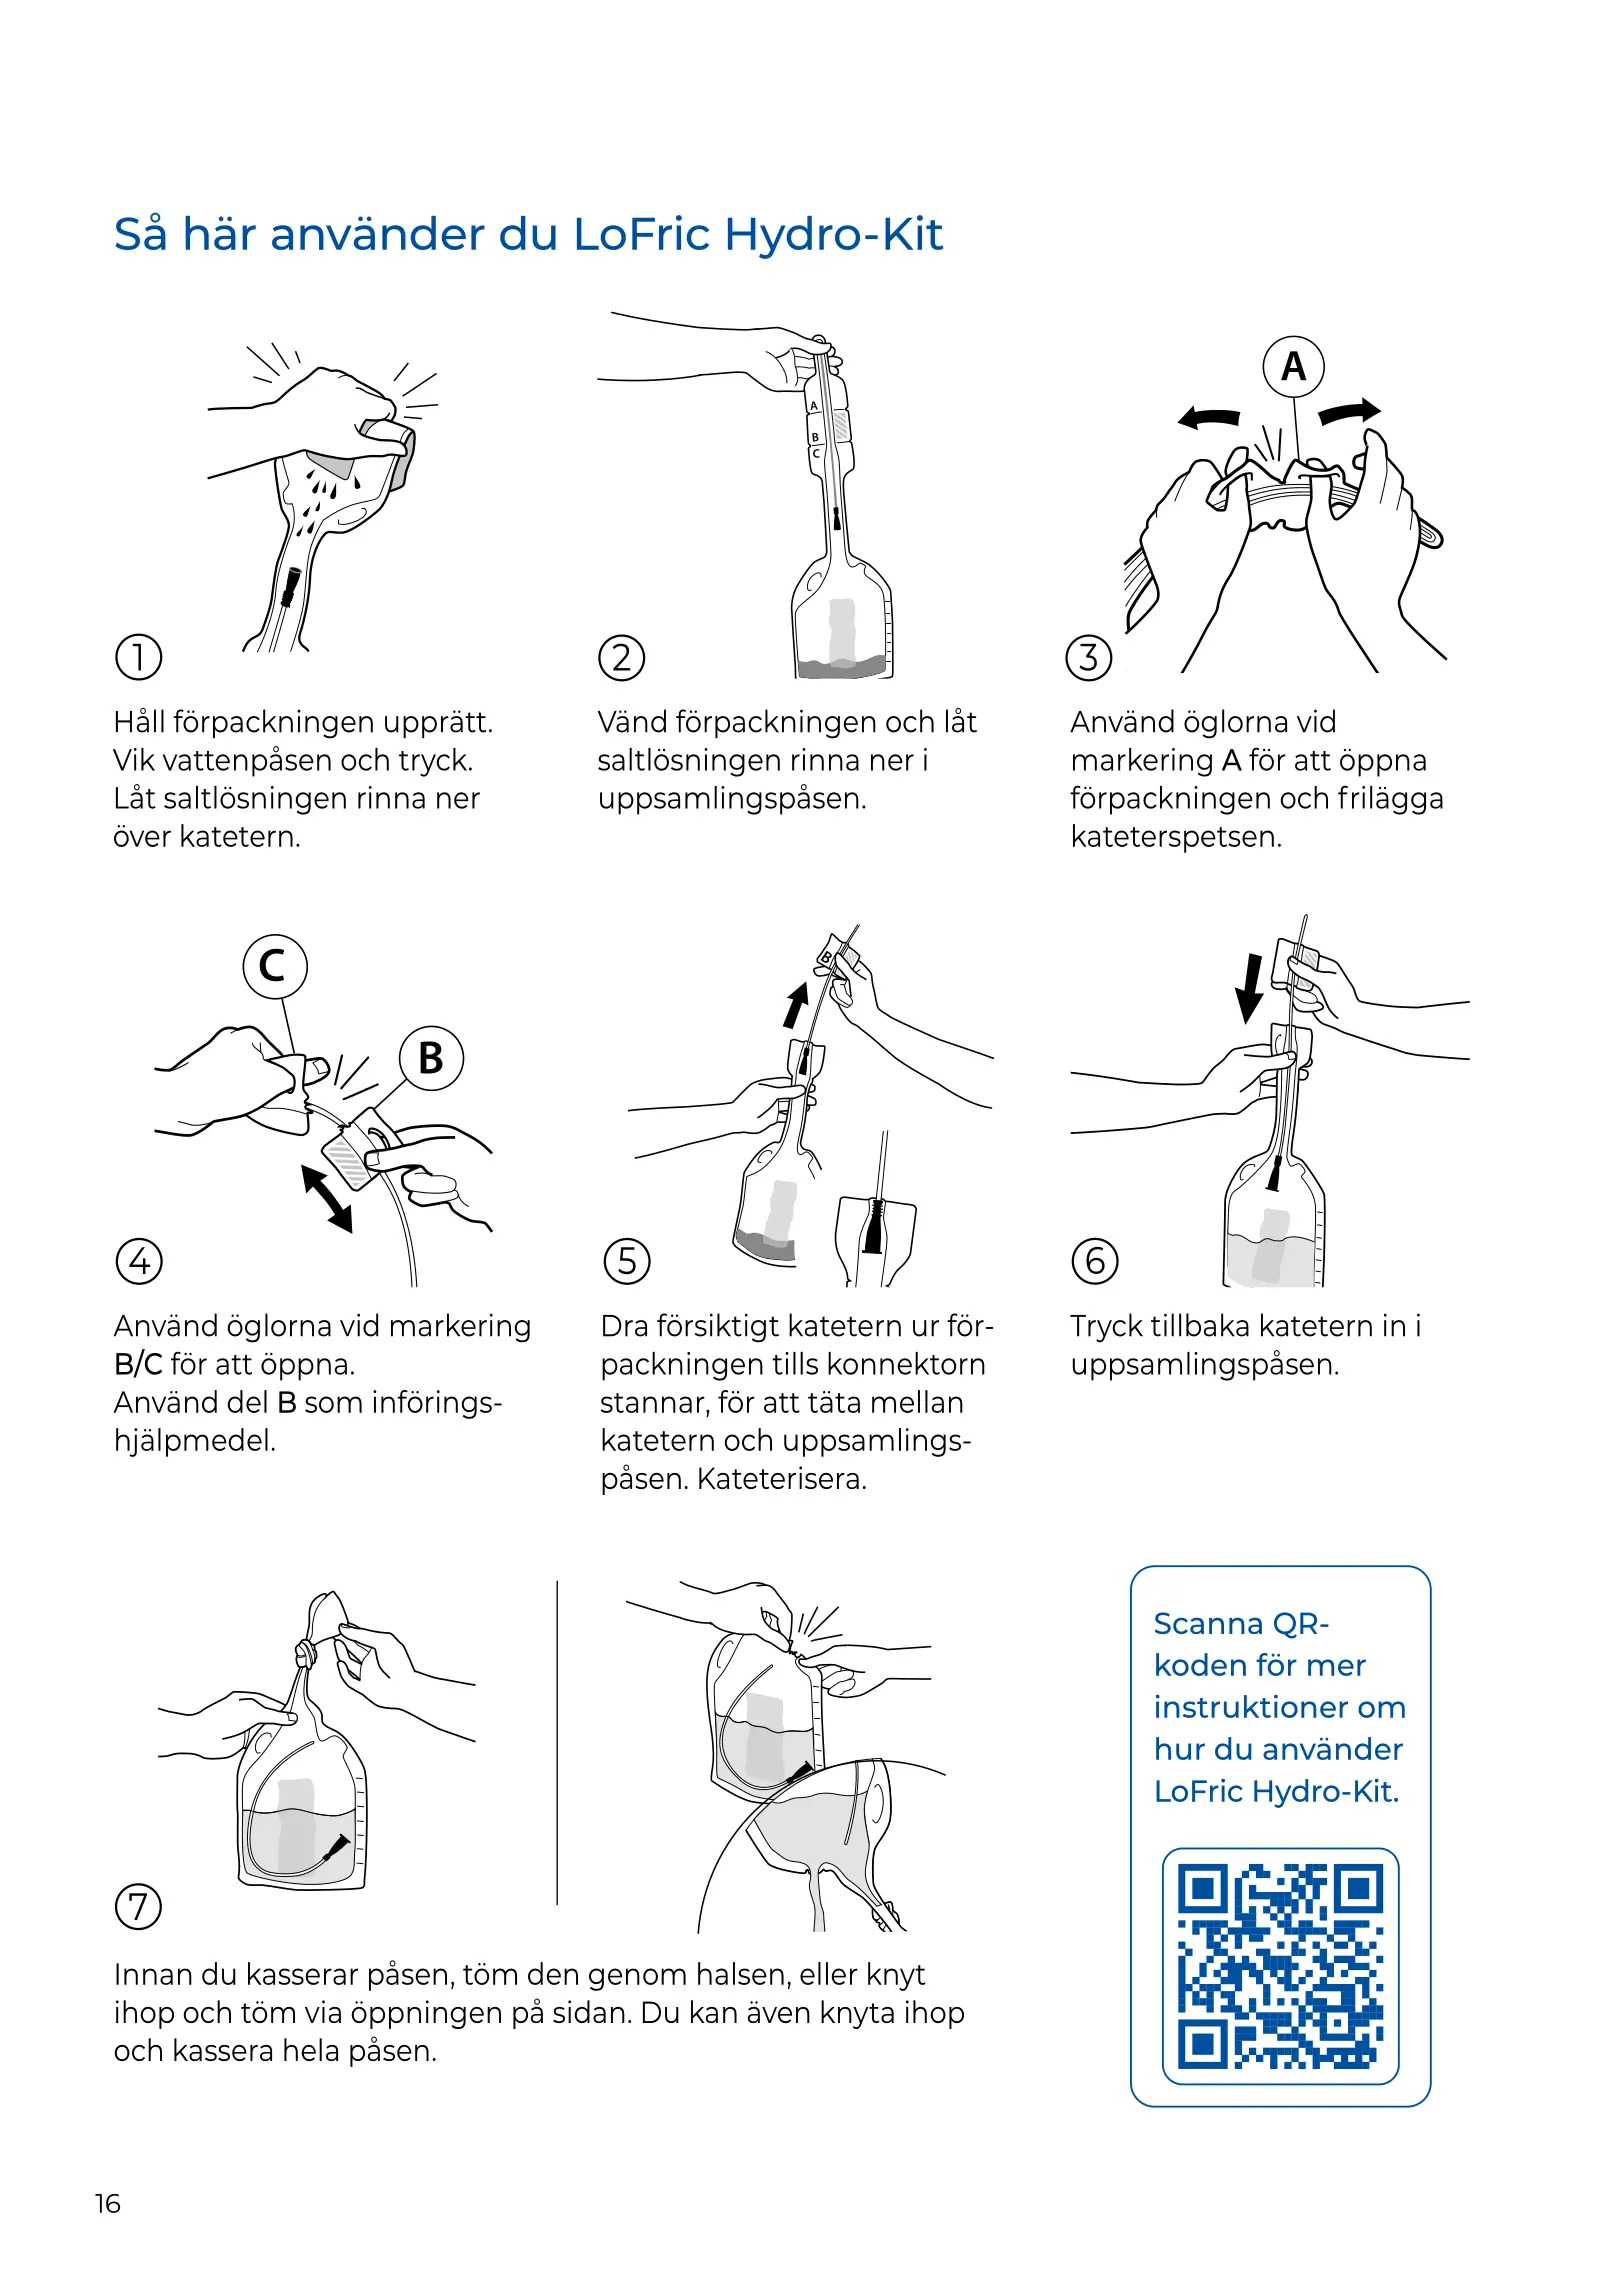 Så här använder du LoFric Hydro-Kit
A
B
C
A
1
2
3
Håll förpackningen upprätt.
Vik vattenpåsen och tryck.
Låt saltlösningen rinna ner
över katetern.
Vänd förpackningen och låt
saltlösningen rinna ner i
uppsamlingspåsen.
Använd öglorna vid
markering A för att öppna
förpackningen och frilägga
kateterspetsen.
C
B
B
4
5
6
Använd öglorna vid markering
B/C för att öppna.
Använd del B som införings-
hjälpmedel.
Dra försiktigt katetern ur för-
packningen tills konnektorn
stannar, för att täta mellan
katetern och uppsamlings-
påsen. Kateterisera.
Tryck tillbaka katetern in i
uppsamlingspåsen.
7
Innan du kasserar påsen, töm den genom halsen, eller knyt
ihop och töm via öppningen på sidan. Du kan även knyta ihop
och kassera hela påsen.
Scanna QR-
koden för mer
instruktioner om
hur du använder
LoFric Hydro-Kit.
16